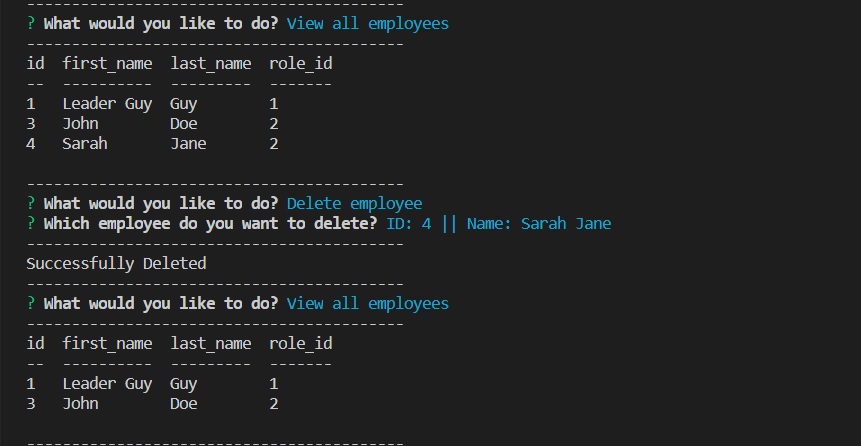 ------------------------------------------
? What would you like to do? View all employees
------------------------------------------
id  first_name  last_name  role_id
--  ----------  ---------  -------
1   Leader Guy  Guy        1
3   John        Doe        2
4   Sarah       Jane       2
------------------------------------------
? What would you like to do? Delete employee
? Which employee do you want to delete? ID: 4 || Name: Sarah Jane
------------------------------------------
Successfully Deleted
------------------------------------------
? What would you like to do? View all employees
------------------------------------------
id  first_name  last_name  role_id
--  ----------  ---------  -------
1   Leader Guy  Guy        1
3   John        Doe        2
------------------------------------------